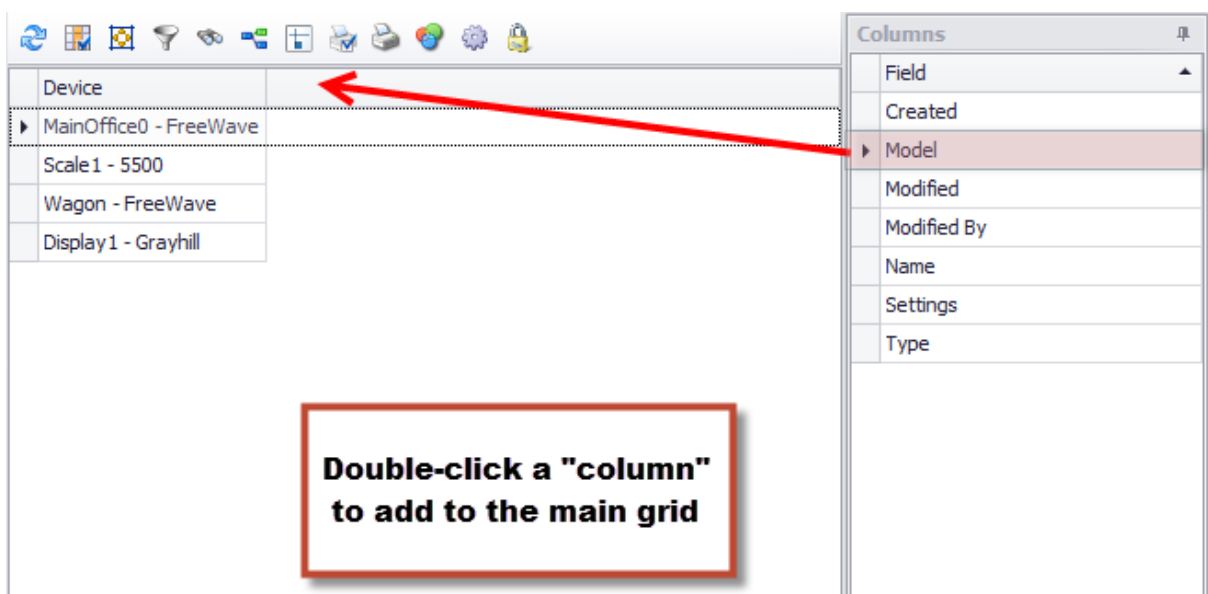 Columns
Device
MainOffice0 - FreeWave
Scale1 - 5500
Wagon - FreeWave
Display1 - Grayhill
Field
Created
Model
Modified
Modified By
Name
Settings
Type
Double-click a "column"
to add to the main grid